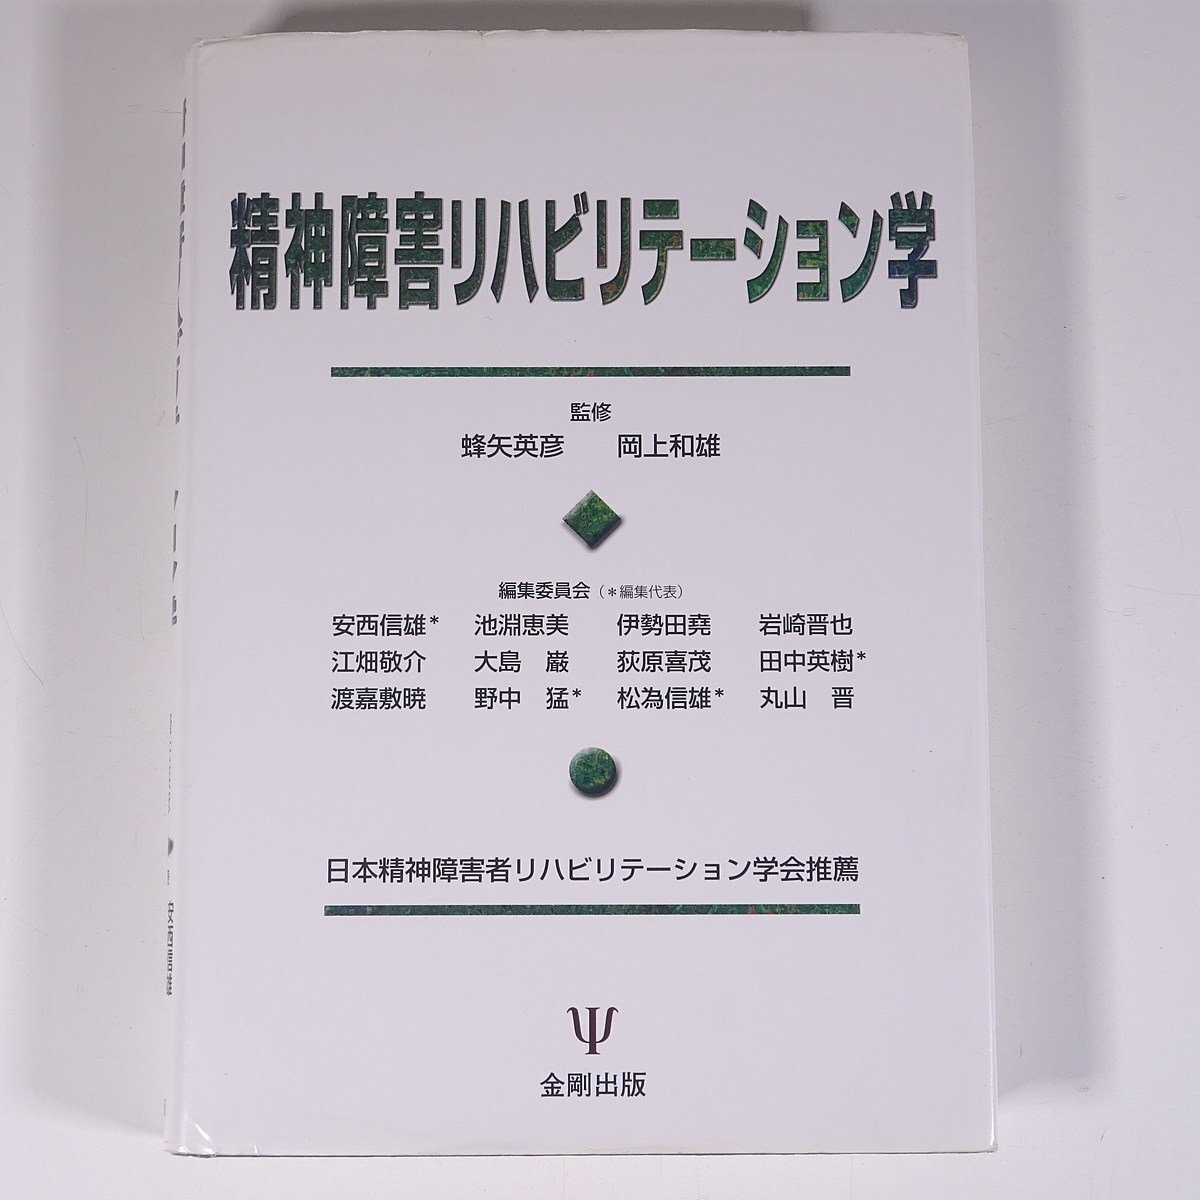 精神障害リハビリテーション学
監修
蜂矢英彦　岡上和雄
編集委員会（＊編集代表）
安西信雄＊　池淵恵美　伊勢田堯　岩崎晋也
江畑敬介　大島　巌　荻原喜茂　田中英樹＊
渡嘉敷暁　野中　猛＊　松為信雄＊　丸山　晋
日本精神障害者リハビリテーション学会推薦
Ψ
金剛出版
安西信雄